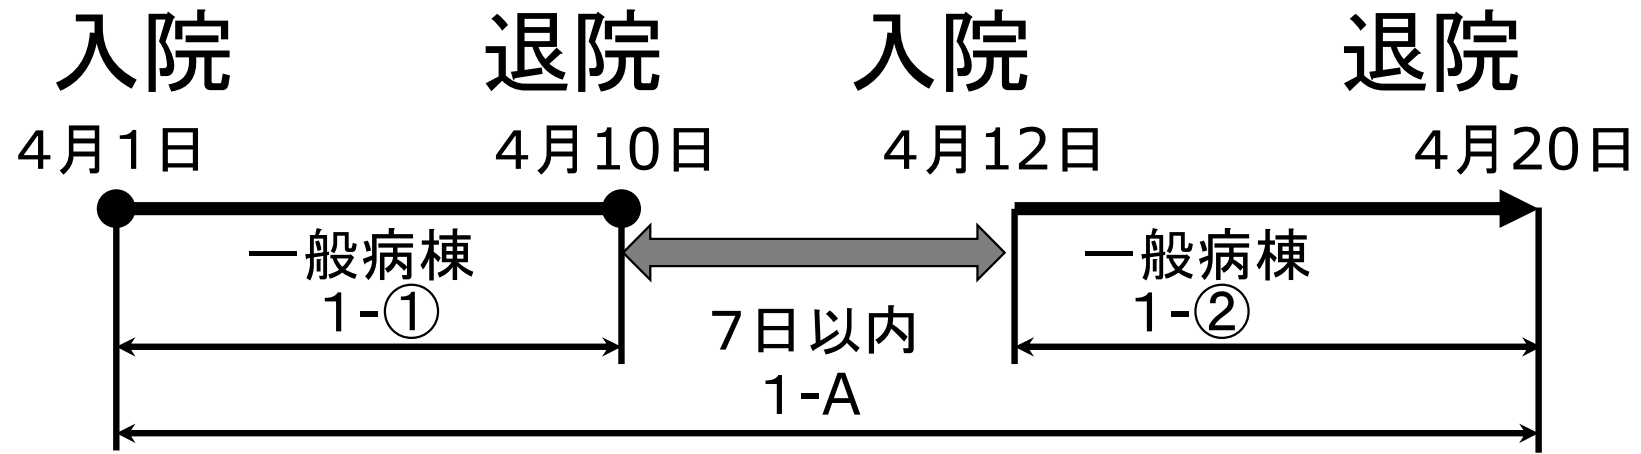 入院 退院 入院 退院
4月1日 4月10日 4月12日 4月20日
一般病棟 一般病棟
1-① 1-②
7日以内
1-A